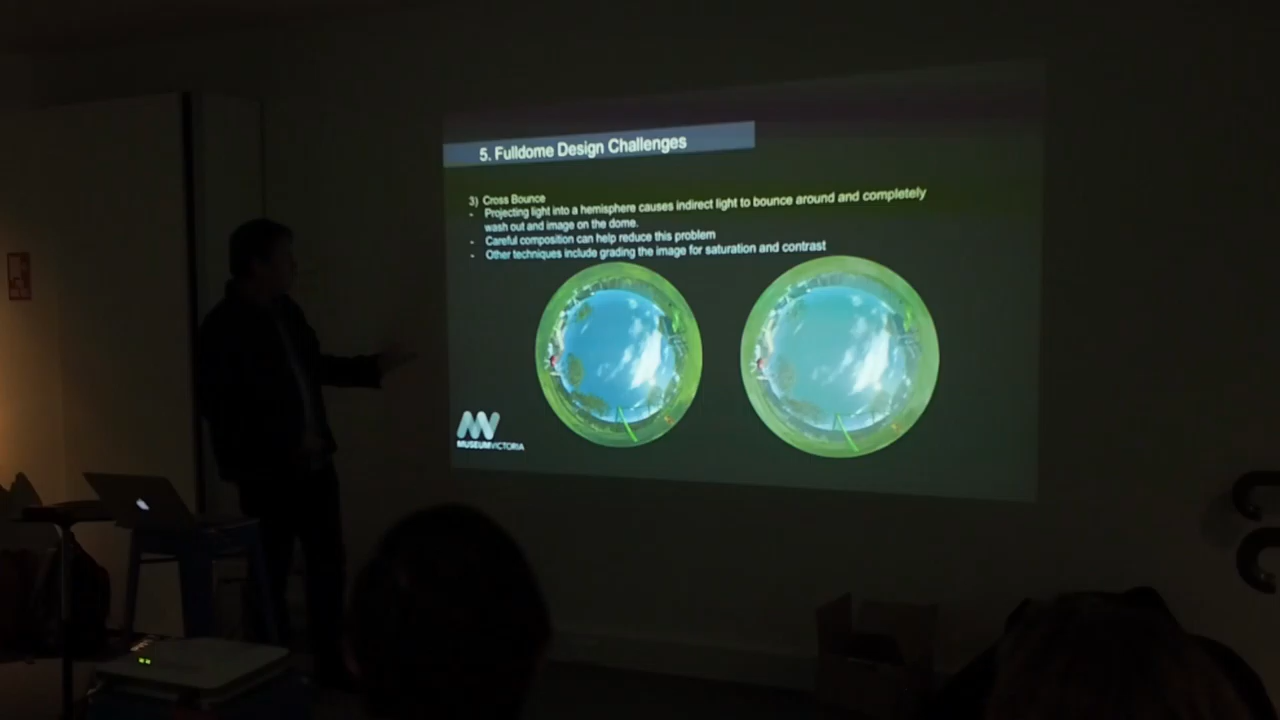 5. Fulldome Design Challenges
3) Cross Bounce
- Projecting light into a hemisphere causes indirect light to bounce around and completely
wash out and image on the dome.
- Careful composition can help reduce this problem
- Other techniques include grading the image for saturation and contrast
MUSEUMVICTORIA